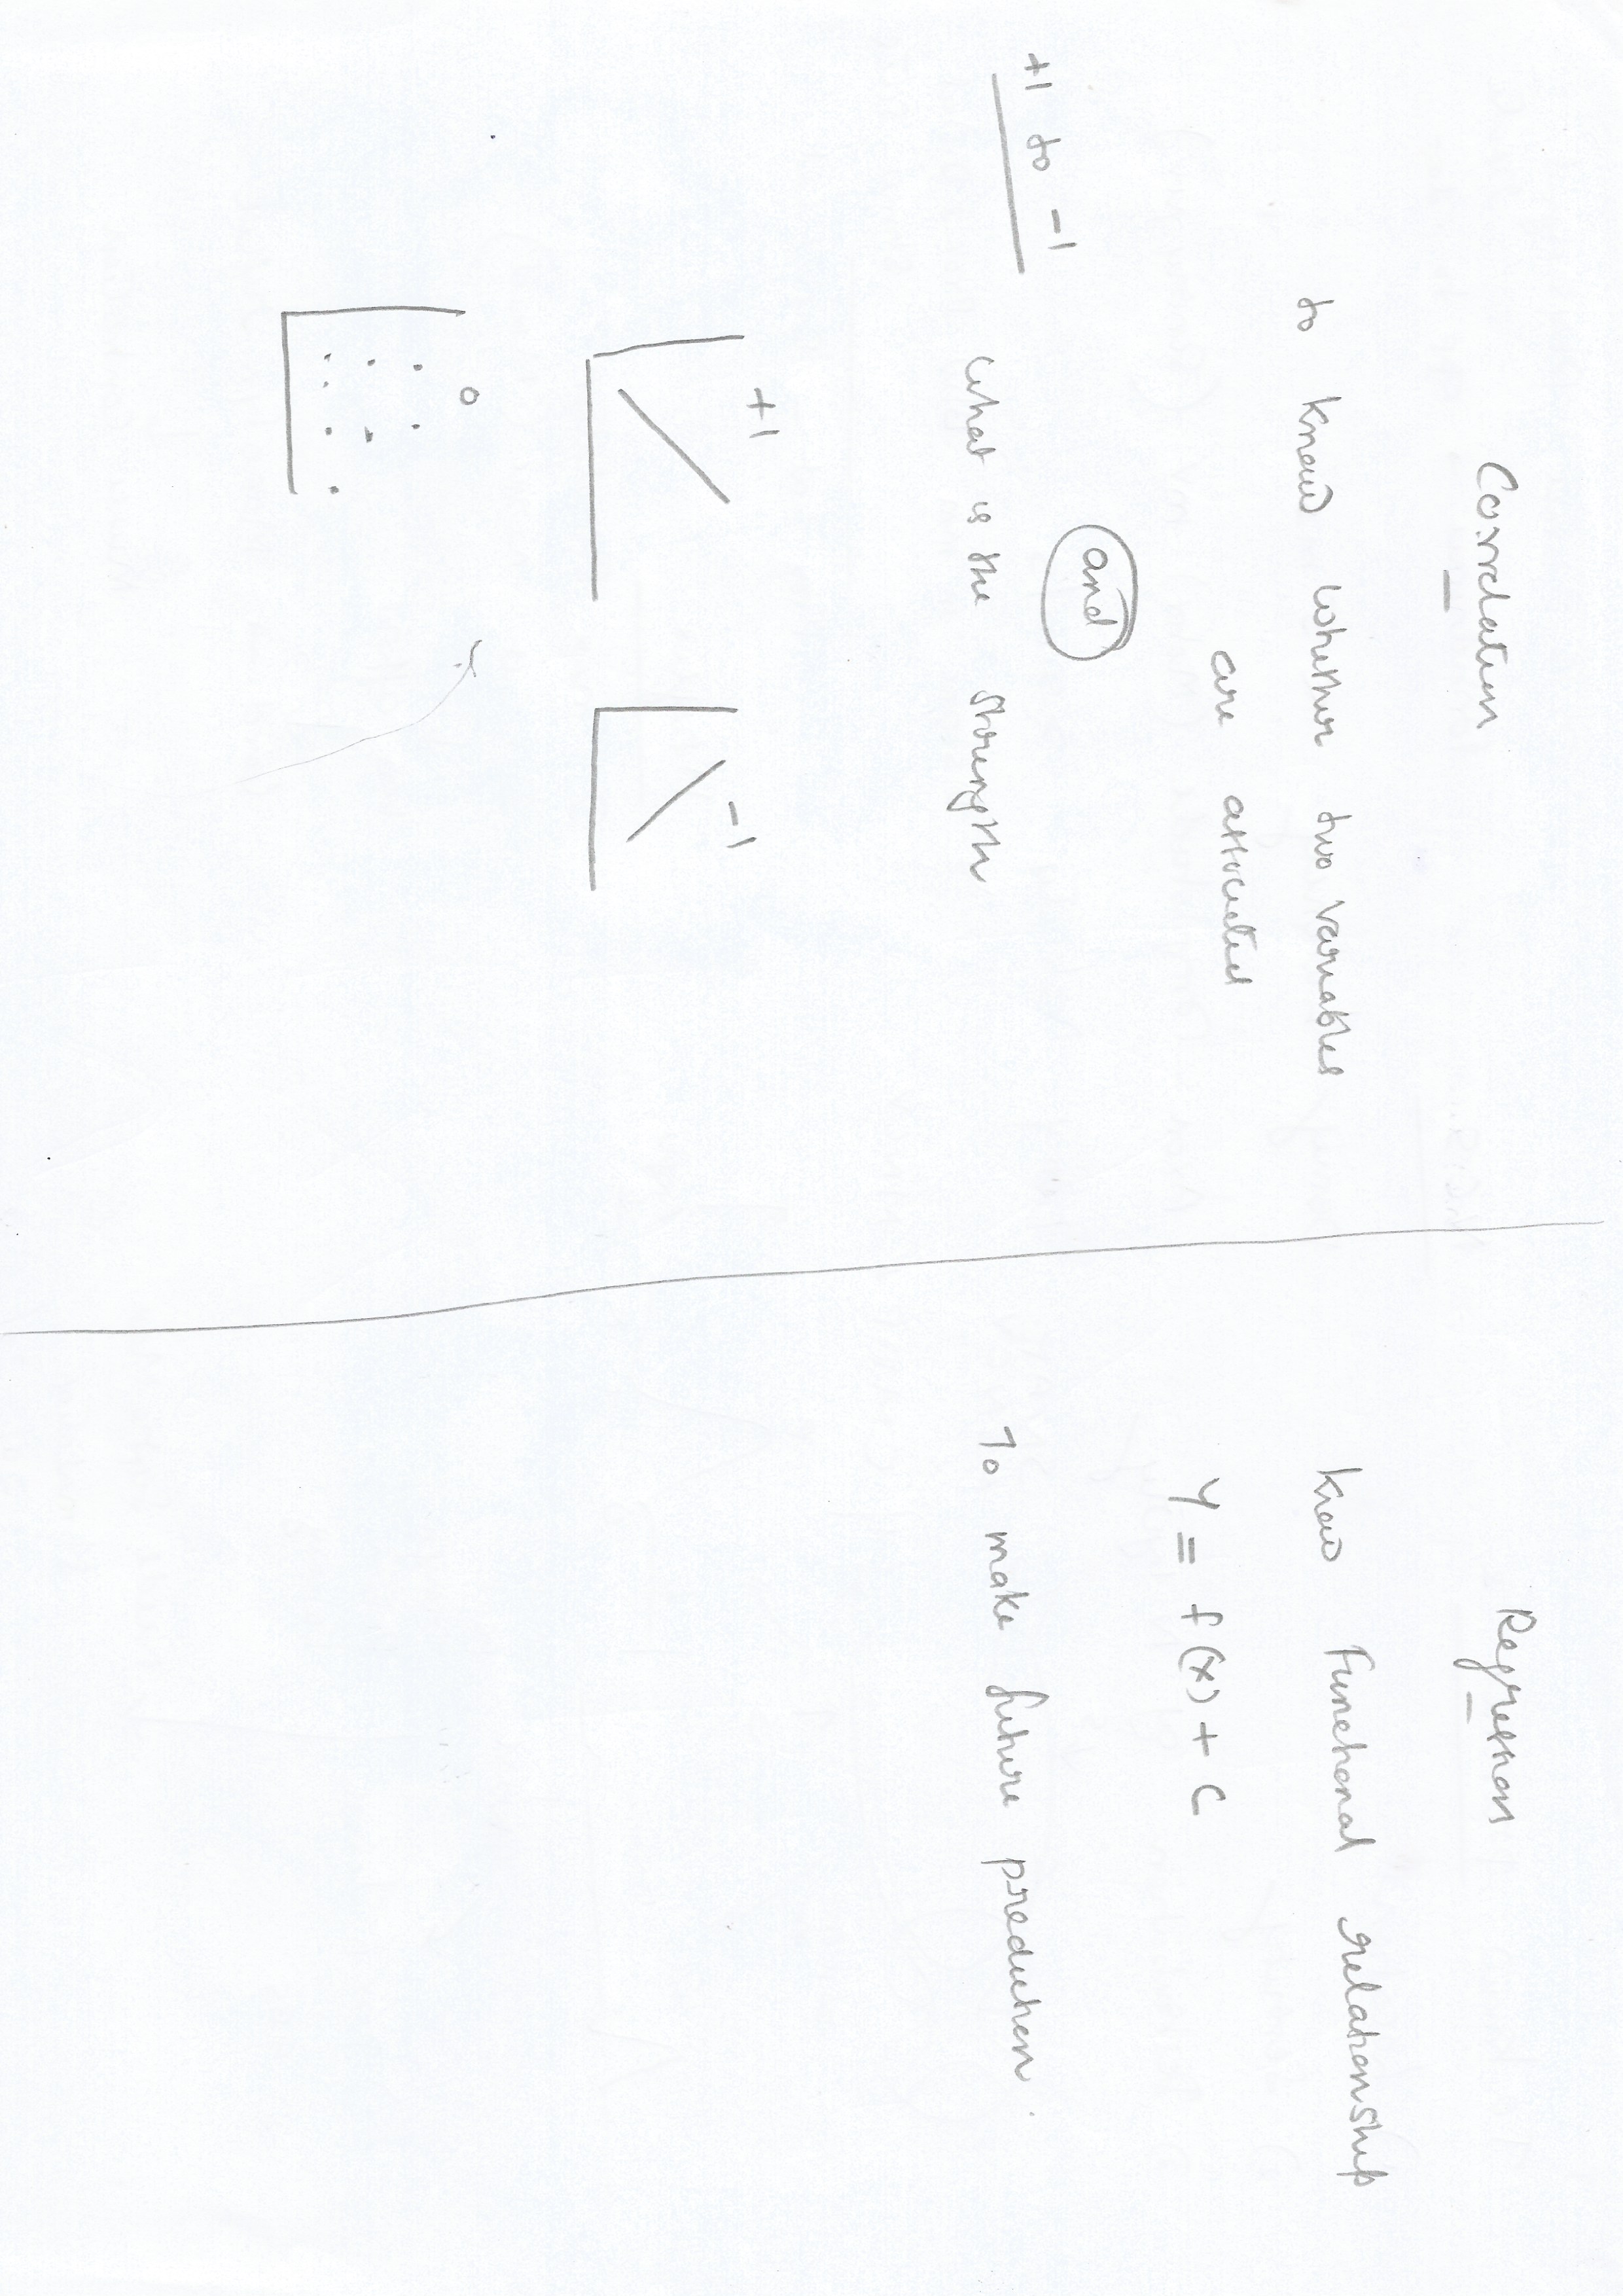 Correlation
to know whether two variables
are associated
and
+1 to -1
what is the strength
+1
-1
0
Regression
know Functional relationship
Y = f(x) + C
To make future prediction.